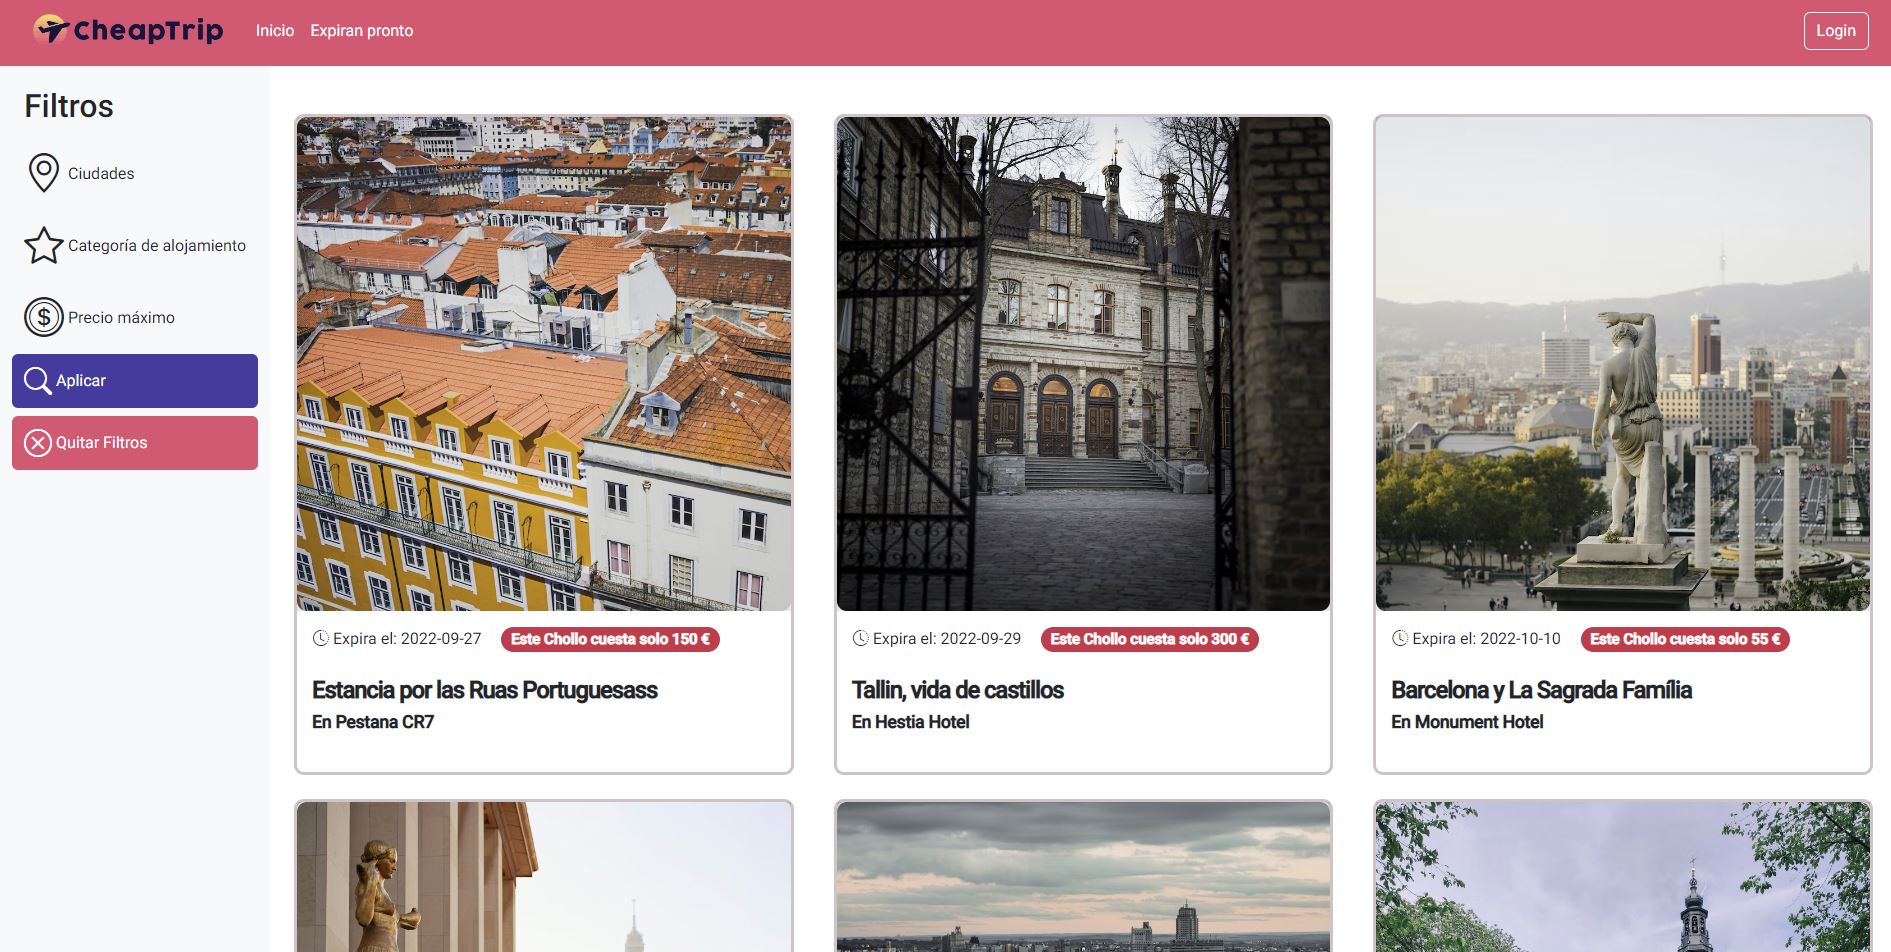 CheapTrip
Inicio
Expiran pronto
Login
Filtros
Ciudades
Categoría de alojamiento
Precio máximo
Aplicar
Quitar Filtros
Expira el: 2022-09-27
Este Chollo cuesta solo 150 €
Estancia por las Ruas Portuguesass
En Pestana CR7
Expira el: 2022-09-29
Este Chollo cuesta solo 300 €
Tallin, vida de castillos
En Hestia Hotel
Expira el: 2022-10-10
Este Chollo cuesta solo 55 €
Barcelona y La Sagrada Família
En Monument Hotel